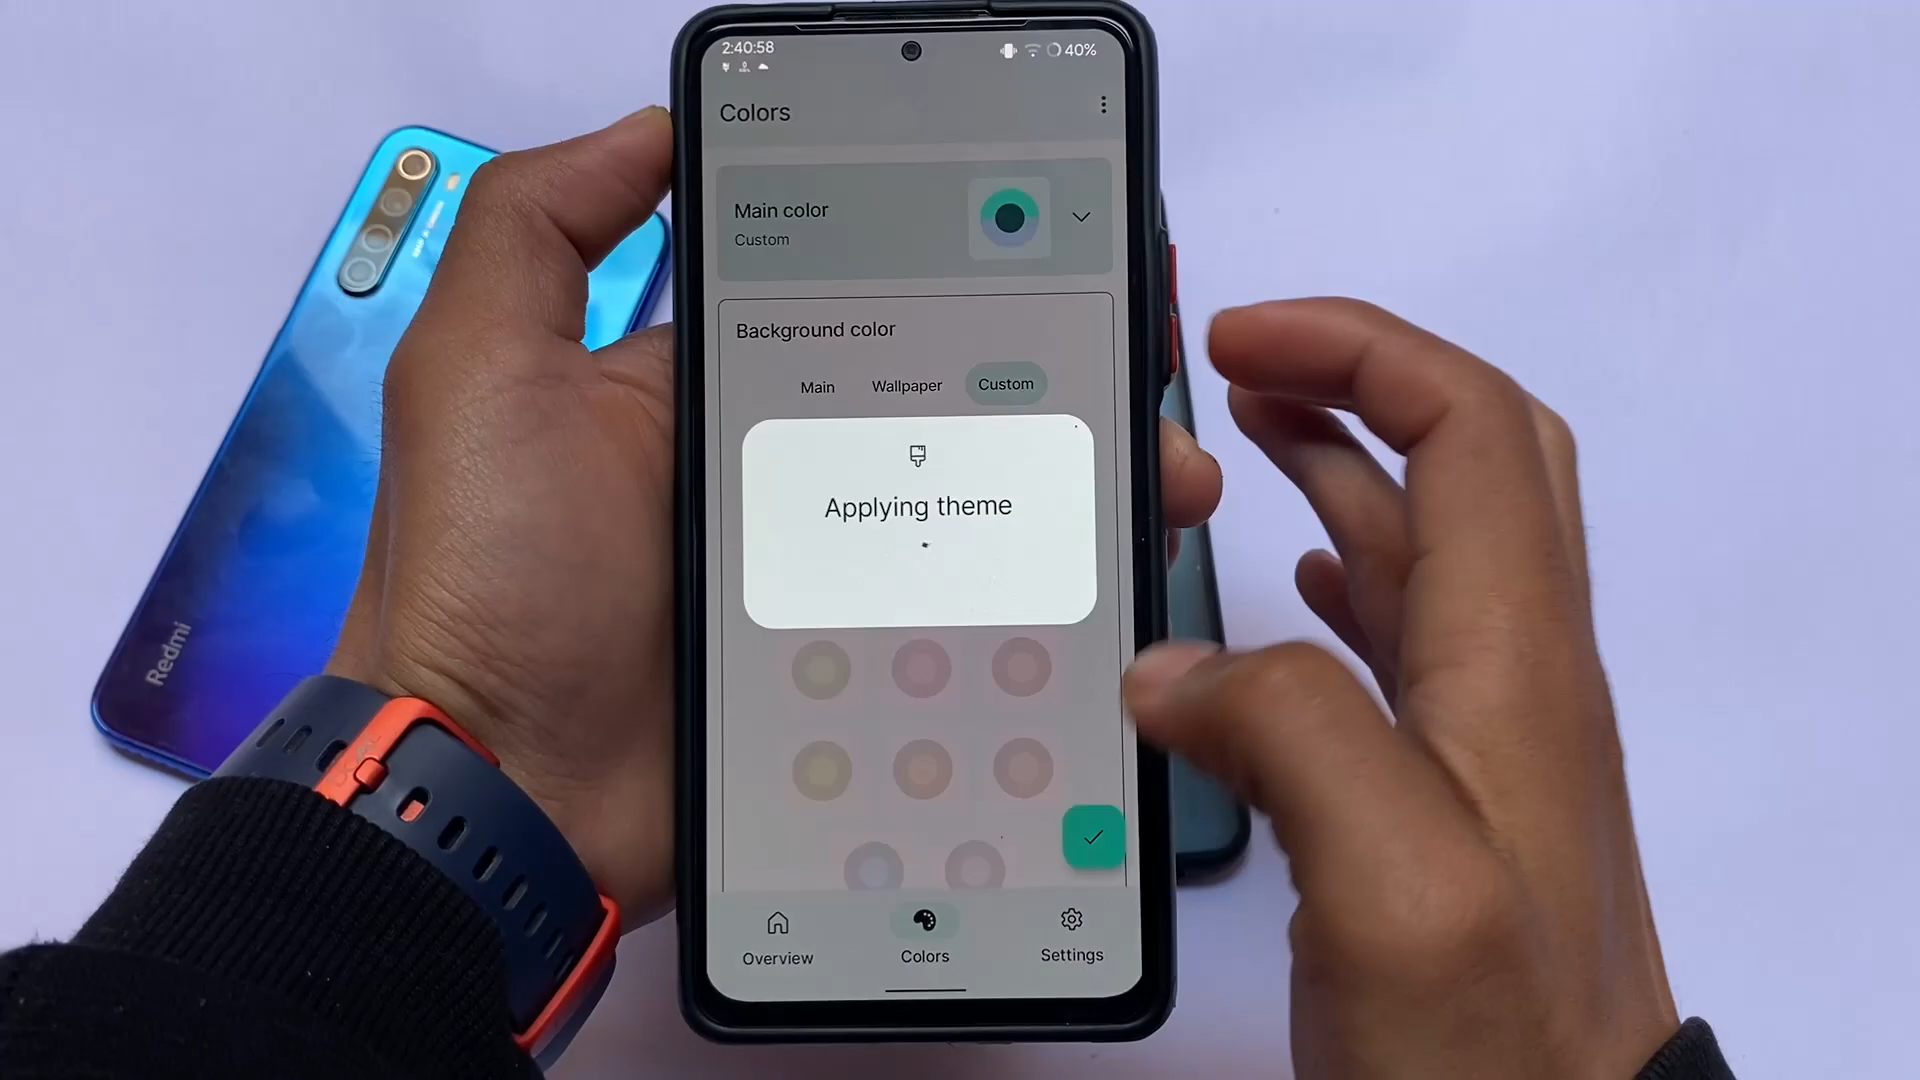 2:40:58
40%
Colors
Main color
Custom
Background color
Main Wallpaper Custom
Applying theme
Overview Colors Settings
Redmi